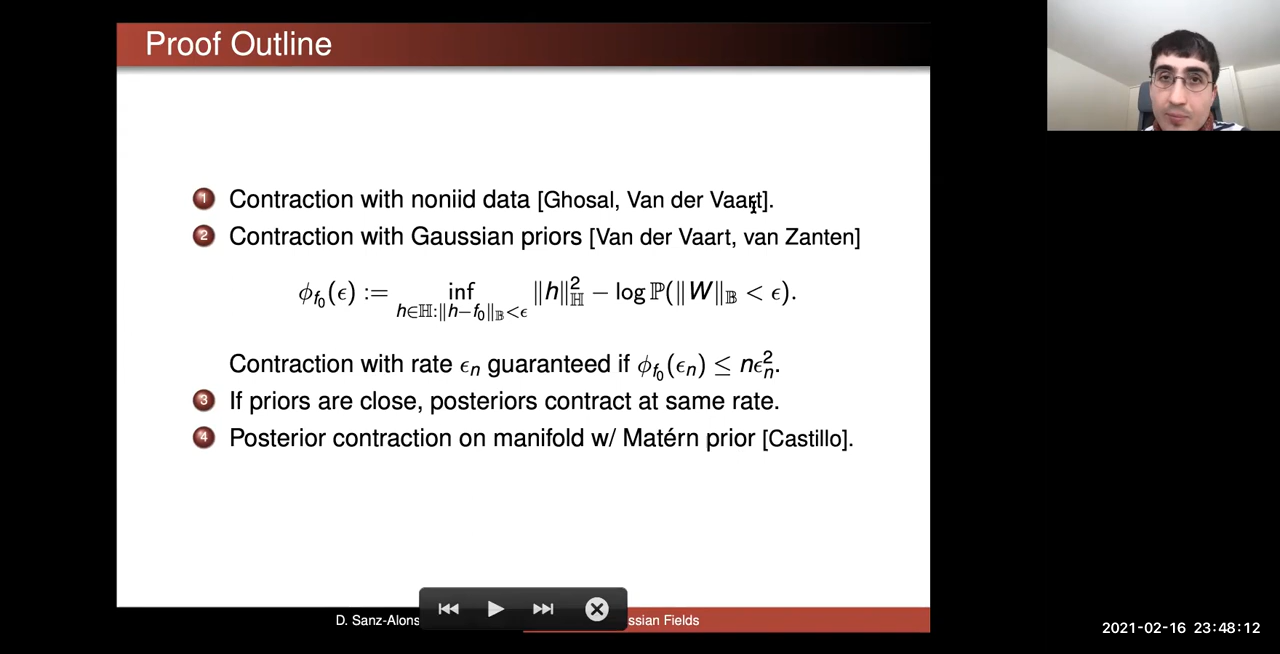 Proof Outline
1 Contraction with noniid data [Ghosal, Van der Vaart].
2 Contraction with Gaussian priors [Van der Vaart, van Zanten]
ϕ_{f_0}(ϵ) := inf_{h∈ℍ:‖h−f_0‖_𝔹<ϵ} ‖h‖²_ℍ − log ℙ(‖W‖_𝔹 < ϵ).
Contraction with rate ϵ_n guaranteed if ϕ_{f_0}(ϵ_n) ≤ nϵ_n².
3 If priors are close, posteriors contract at same rate.
4 Posterior contraction on manifold w/ Matérn prior [Castillo].
D. Sanz-Alons ssian Fields
2021-02-16 23:48:12